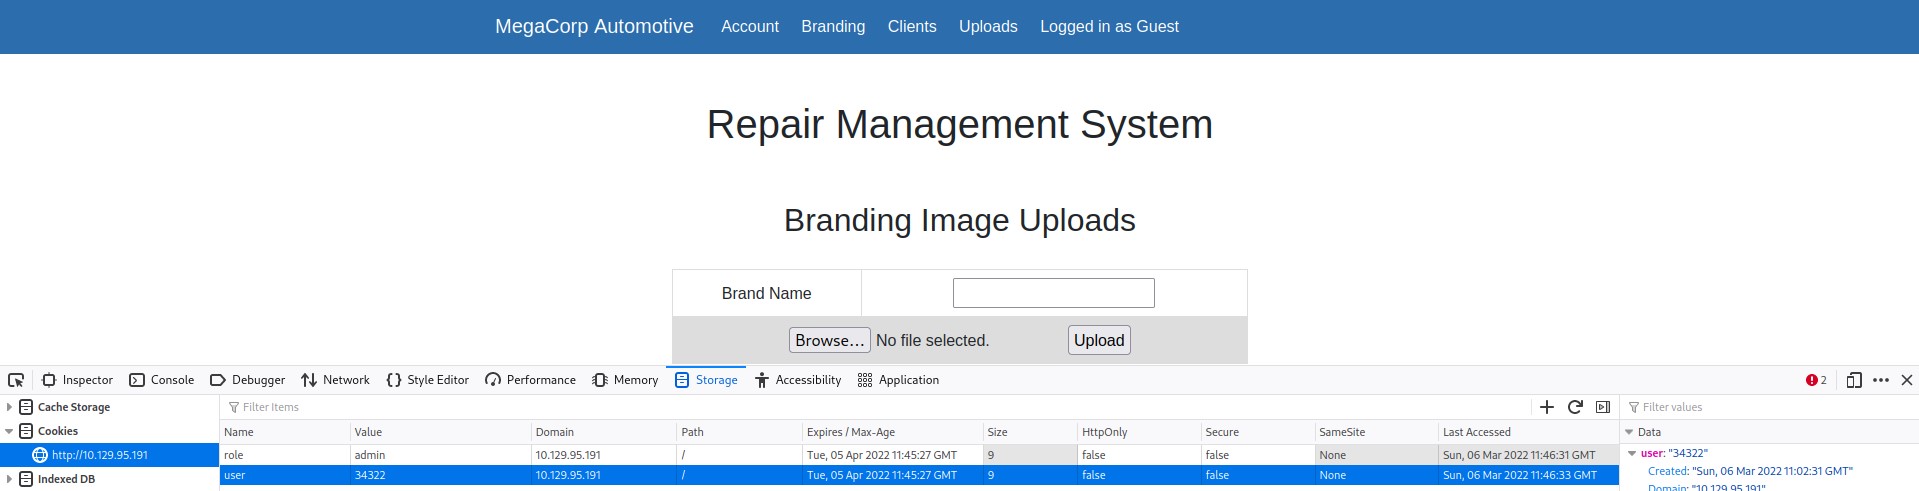 MegaCorp Automotive Account Branding Clients Uploads Logged in as Guest
Repair Management System
Branding Image Uploads
Brand Name
Browse... No file selected. Upload
Inspector Console Debugger Network Style Editor Performance Memory Storage Accessibility Application 2
Cache Storage Filter Items Filter values
Cookies Name Value Domain Path Expires / Max-Age Size HttpOnly Secure SameSite Last Accessed Data
http://10.129.95.191 role admin 10.129.95.191 / Tue, 05 Apr 2022 11:45:27 GMT 9 false false None Sun, 06 Mar 2022 11:46:31 GMT user: "34322"
user 34322 10.129.95.191 / Tue, 05 Apr 2022 11:45:27 GMT 9 false false None Sun, 06 Mar 2022 11:46:33 GMT Created: "Sun, 06 Mar 2022 11:02:31 GMT"
Indexed DB Domain: "10.129.95.191"